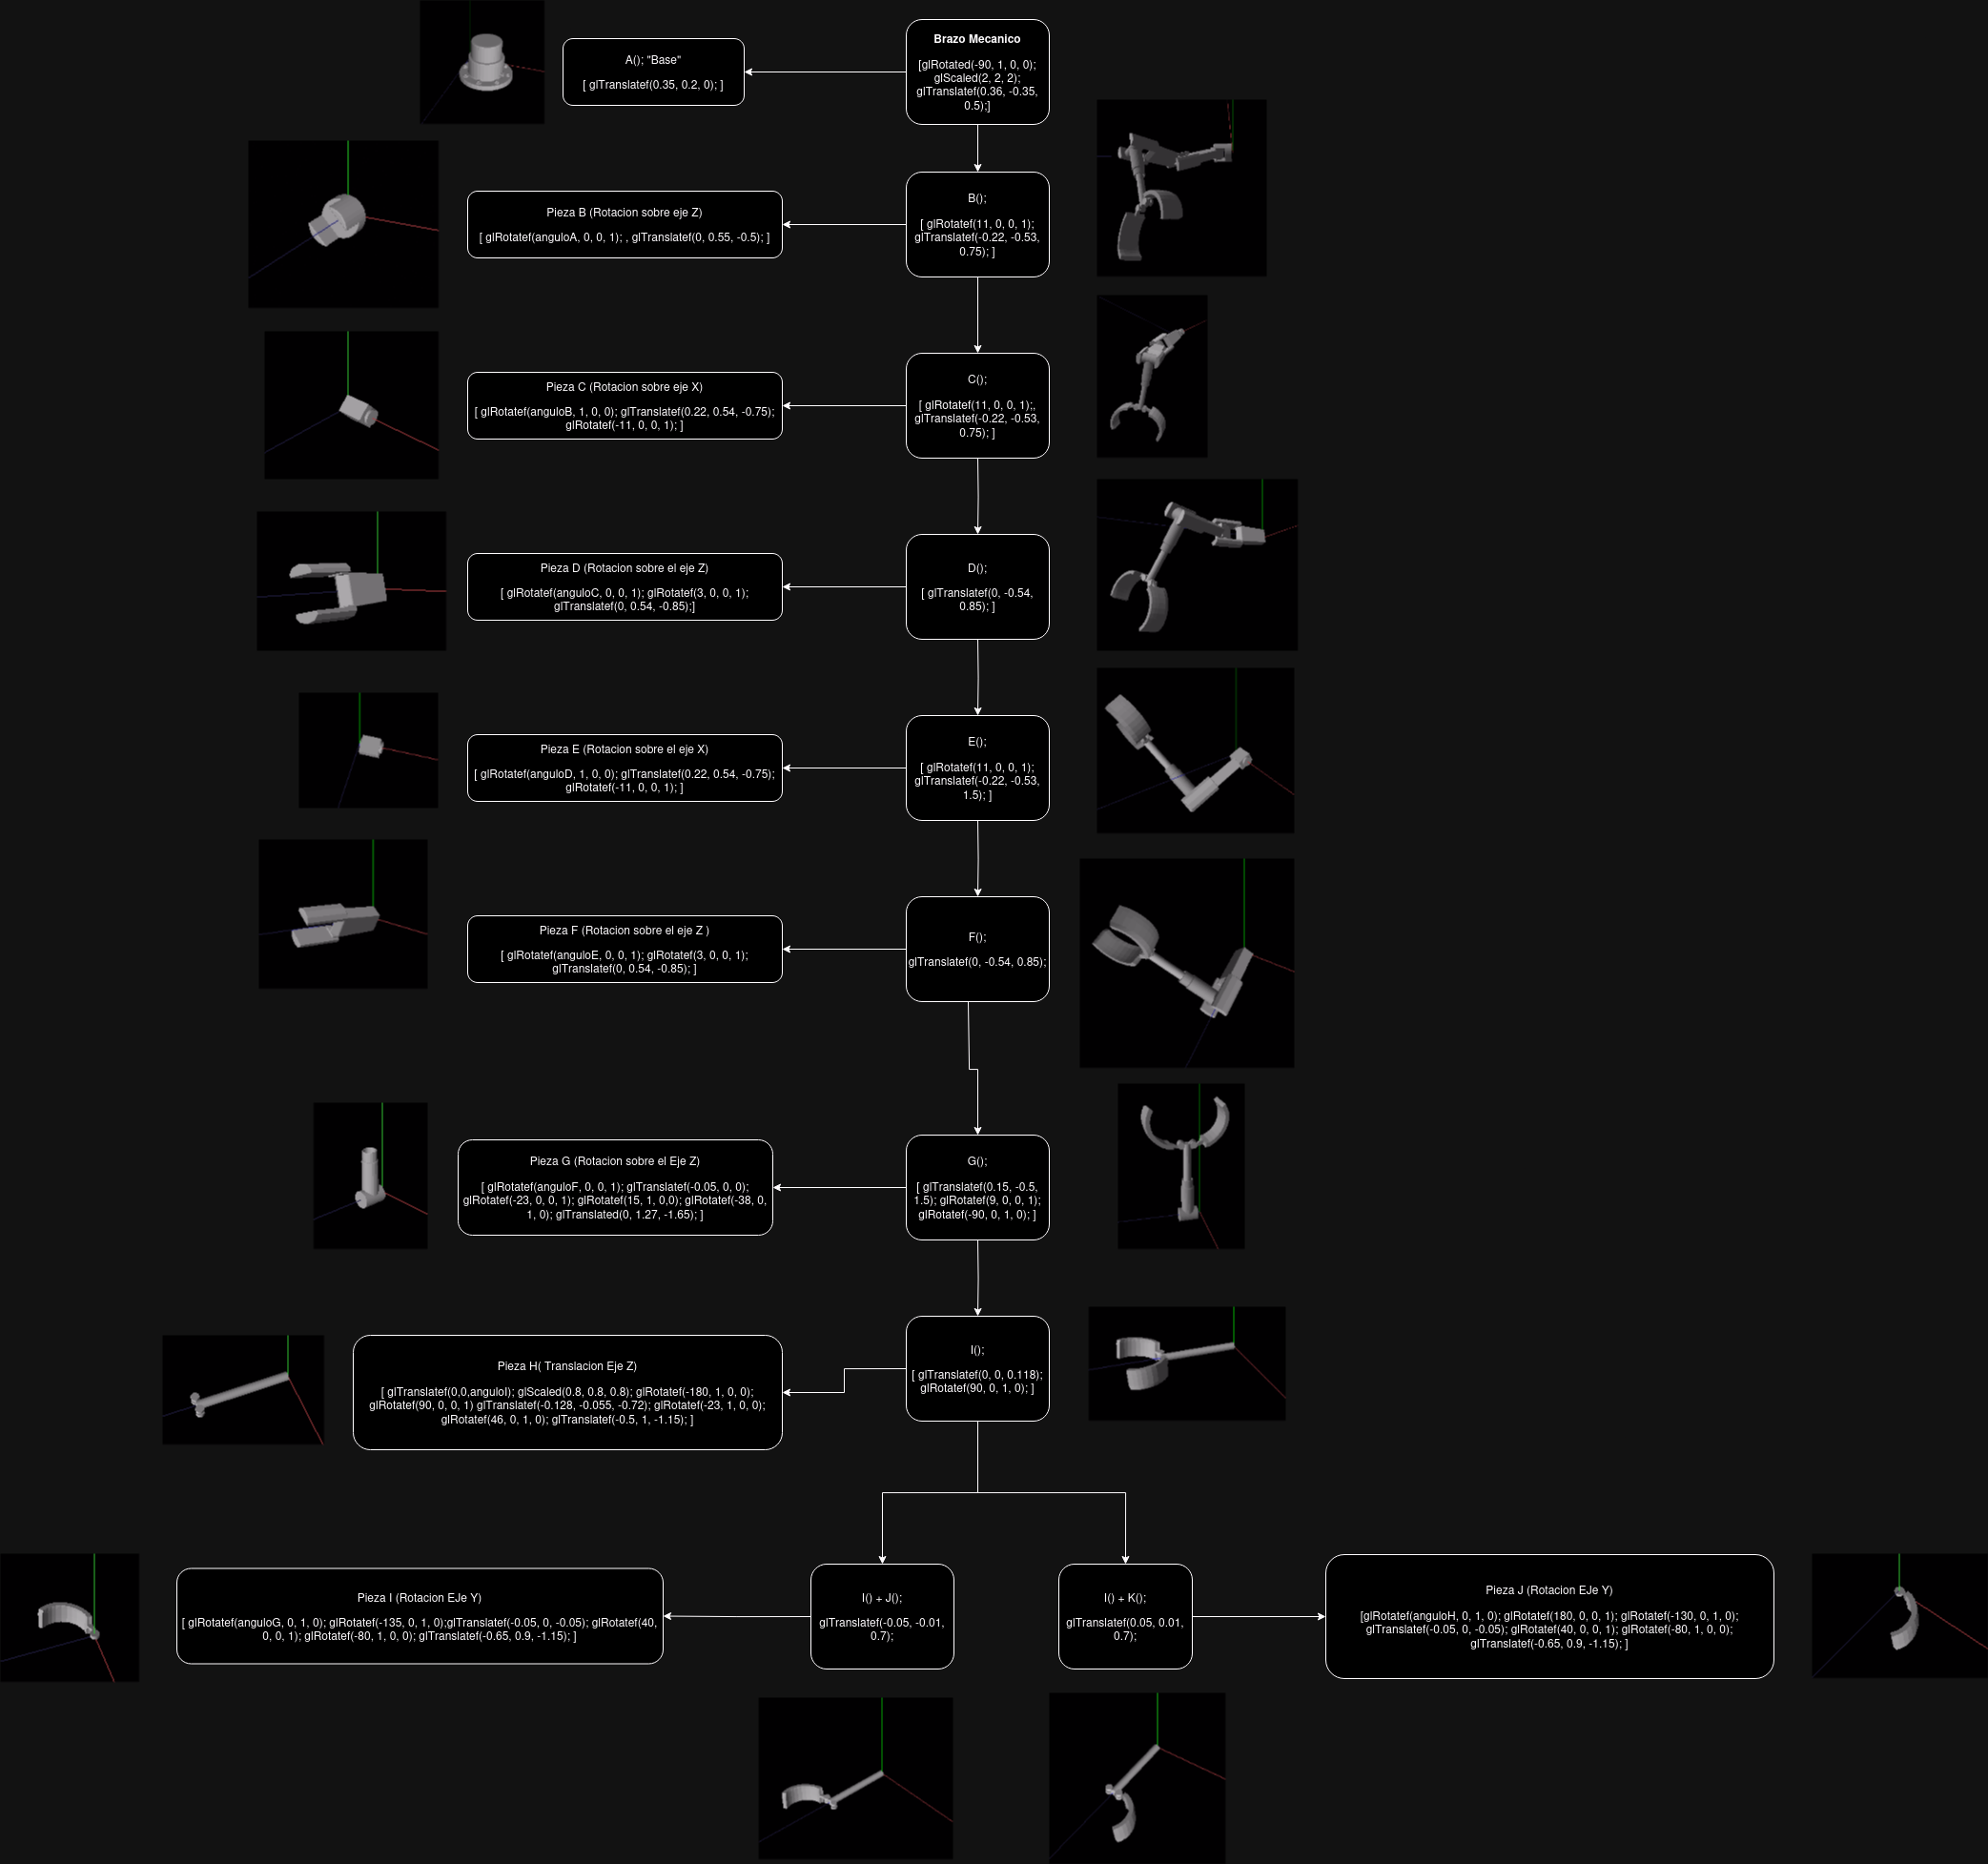 Brazo Mecanico
[glRotated(-90, 1, 0, 0);
glScaled(2, 2, 2);
glTranslatef(0.36, -0.35,
0.5);]
A(); "Base"
[ glTranslatef(0.35, 0.2, 0); ]
B();
[ glRotatef(11, 0, 0, 1);
glTranslatef(-0.22, -0.53,
0.75); ]
Pieza B (Rotacion sobre eje Z)
[ glRotatef(anguloA, 0, 0, 1); , glTranslatef(0, 0.55, -0.5); ]
C();
[ glRotatef(11, 0, 0, 1);,
glTranslatef(-0.22, -0.53,
0.75); ]
Pieza C (Rotacion sobre eje X)
[ glRotatef(anguloB, 1, 0, 0); glTranslatef(0.22, 0.54, -0.75);
glRotatef(-11, 0, 0, 1); ]
D();
[ glTranslatef(0, -0.54,
0.85); ]
Pieza D (Rotacion sobre el eje Z)
[ glRotatef(anguloC, 0, 0, 1); glRotatef(3, 0, 0, 1);
glTranslatef(0, 0.54, -0.85);]
E();
[ glRotatef(11, 0, 0, 1);
glTranslatef(-0.22, -0.53,
1.5); ]
Pieza E (Rotacion sobre el eje X)
[ glRotatef(anguloD, 1, 0, 0); glTranslatef(0.22, 0.54, -0.75);
glRotatef(-11, 0, 0, 1); ]
F();
glTranslatef(0, -0.54, 0.85);
Pieza F (Rotacion sobre el eje Z )
[ glRotatef(anguloE, 0, 0, 1); glRotatef(3, 0, 0, 1);
glTranslatef(0, 0.54, -0.85); ]
G();
[ glTranslatef(0.15, -0.5,
1.5); glRotatef(9, 0, 0, 1);
glRotatef(-90, 0, 1, 0); ]
Pieza G (Rotacion sobre el Eje Z)
[ glRotatef(anguloF, 0, 0, 1); glTranslatef(-0.05, 0, 0);
glRotatef(-23, 0, 0, 1); glRotatef(15, 1, 0,0); glRotatef(-38, 0,
1, 0); glTranslated(0, 1.27, -1.65); ]
I();
[ glTranslatef(0, 0, 0.118);
glRotatef(90, 0, 1, 0); ]
Pieza H( Translacion Eje Z)
[ glTranslatef(0,0,anguloI); glScaled(0.8, 0.8, 0.8); glRotatef(-180, 1, 0, 0);
glRotatef(90, 0, 0, 1) glTranslatef(-0.128, -0.055, -0.72); glRotatef(-23, 1, 0, 0);
glRotatef(46, 0, 1, 0); glTranslatef(-0.5, 1, -1.15); ]
Pieza I (Rotacion EJe Y)
[ glRotatef(anguloG, 0, 1, 0); glRotatef(-135, 0, 1, 0);glTranslatef(-0.05, 0, -0.05); glRotatef(40,
0, 0, 1); glRotatef(-80, 1, 0, 0); glTranslatef(-0.65, 0.9, -1.15); ]
I() + J();
glTranslatef(-0.05, -0.01,
0.7);
I() + K();
glTranslatef(0.05, 0.01,
0.7);
Pieza J (Rotacion EJe Y)
[glRotatef(anguloH, 0, 1, 0); glRotatef(180, 0, 0, 1); glRotatef(-130, 0, 1, 0);
glTranslatef(-0.05, 0, -0.05); glRotatef(40, 0, 0, 1); glRotatef(-80, 1, 0, 0);
glTranslatef(-0.65, 0.9, -1.15); ]